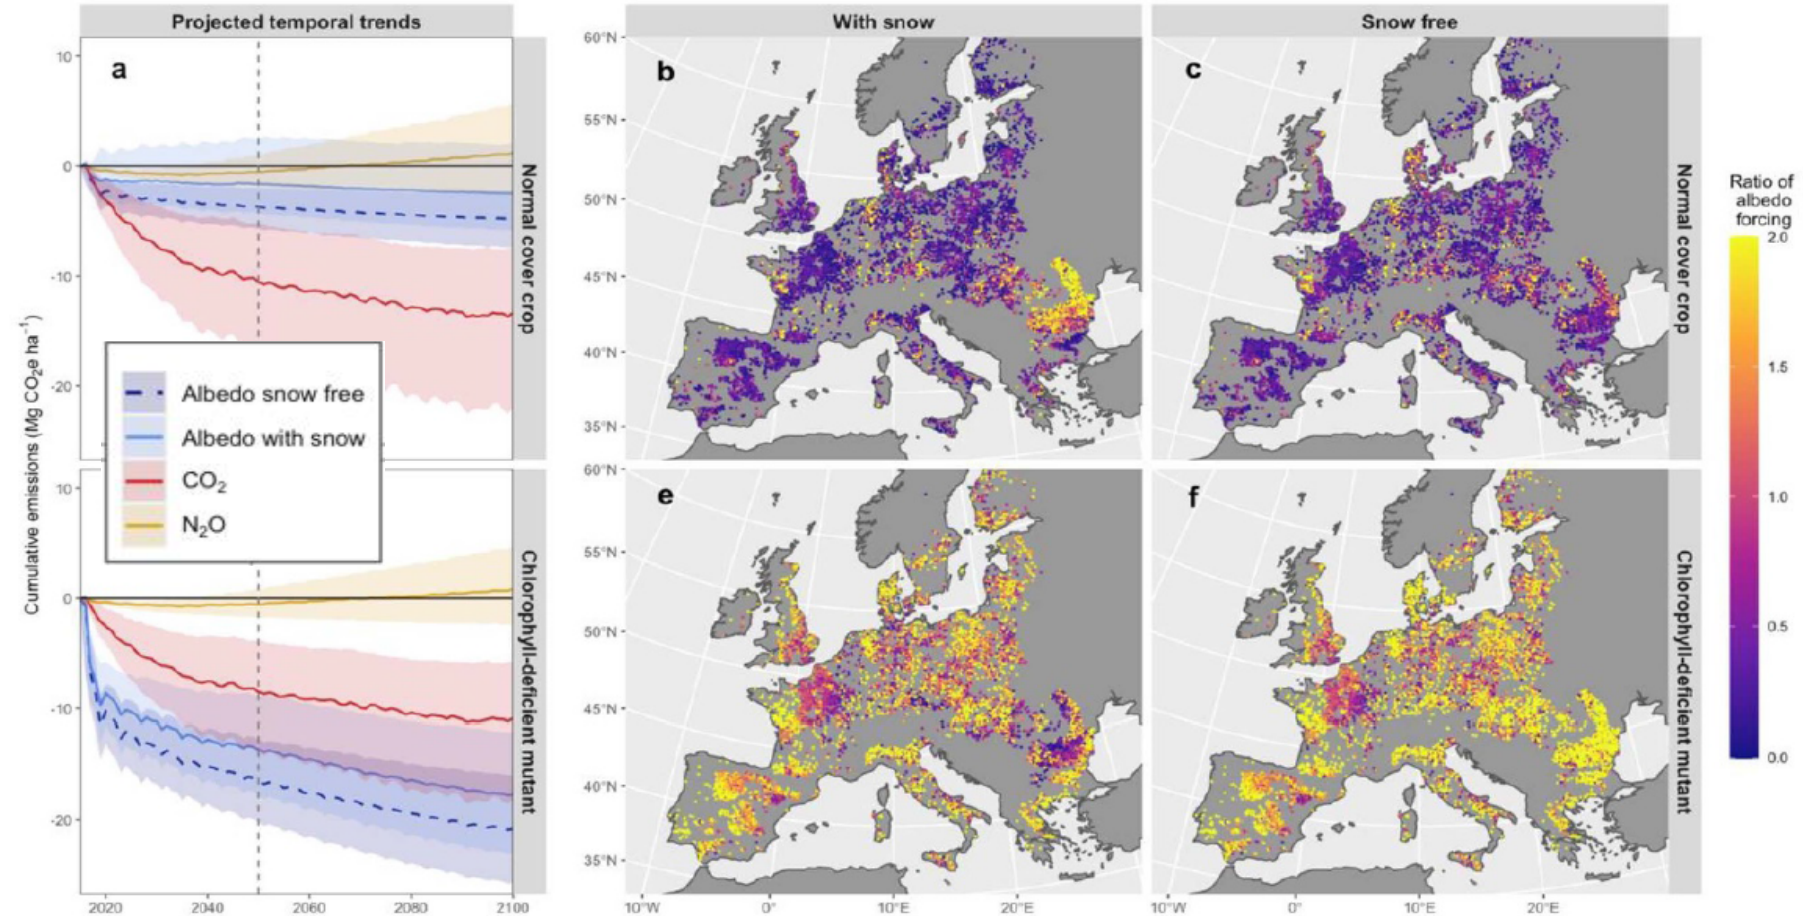 Projected temporal trends
With snow
Snow free
a
b
c
e
f
10
0
-10
-20
10
0
-10
-20
Cumulative emissions (Mg CO₂e ha⁻¹)
Albedo snow free
Albedo with snow
CO₂
N₂O
Normal cover crop
Chlorophyll-deficient mutant
2020 2040 2060 2080 2100
60°N
55°N
50°N
45°N
40°N
35°N
60°N
55°N
50°N
45°N
40°N
35°N
10°W 0° 10°E 20°E
10°W 0° 10°E 20°E
Normal cover crop
Chlorophyll-deficient mutant
Ratio of
albedo
forcing
2.0
1.5
1.0
0.5
0.0